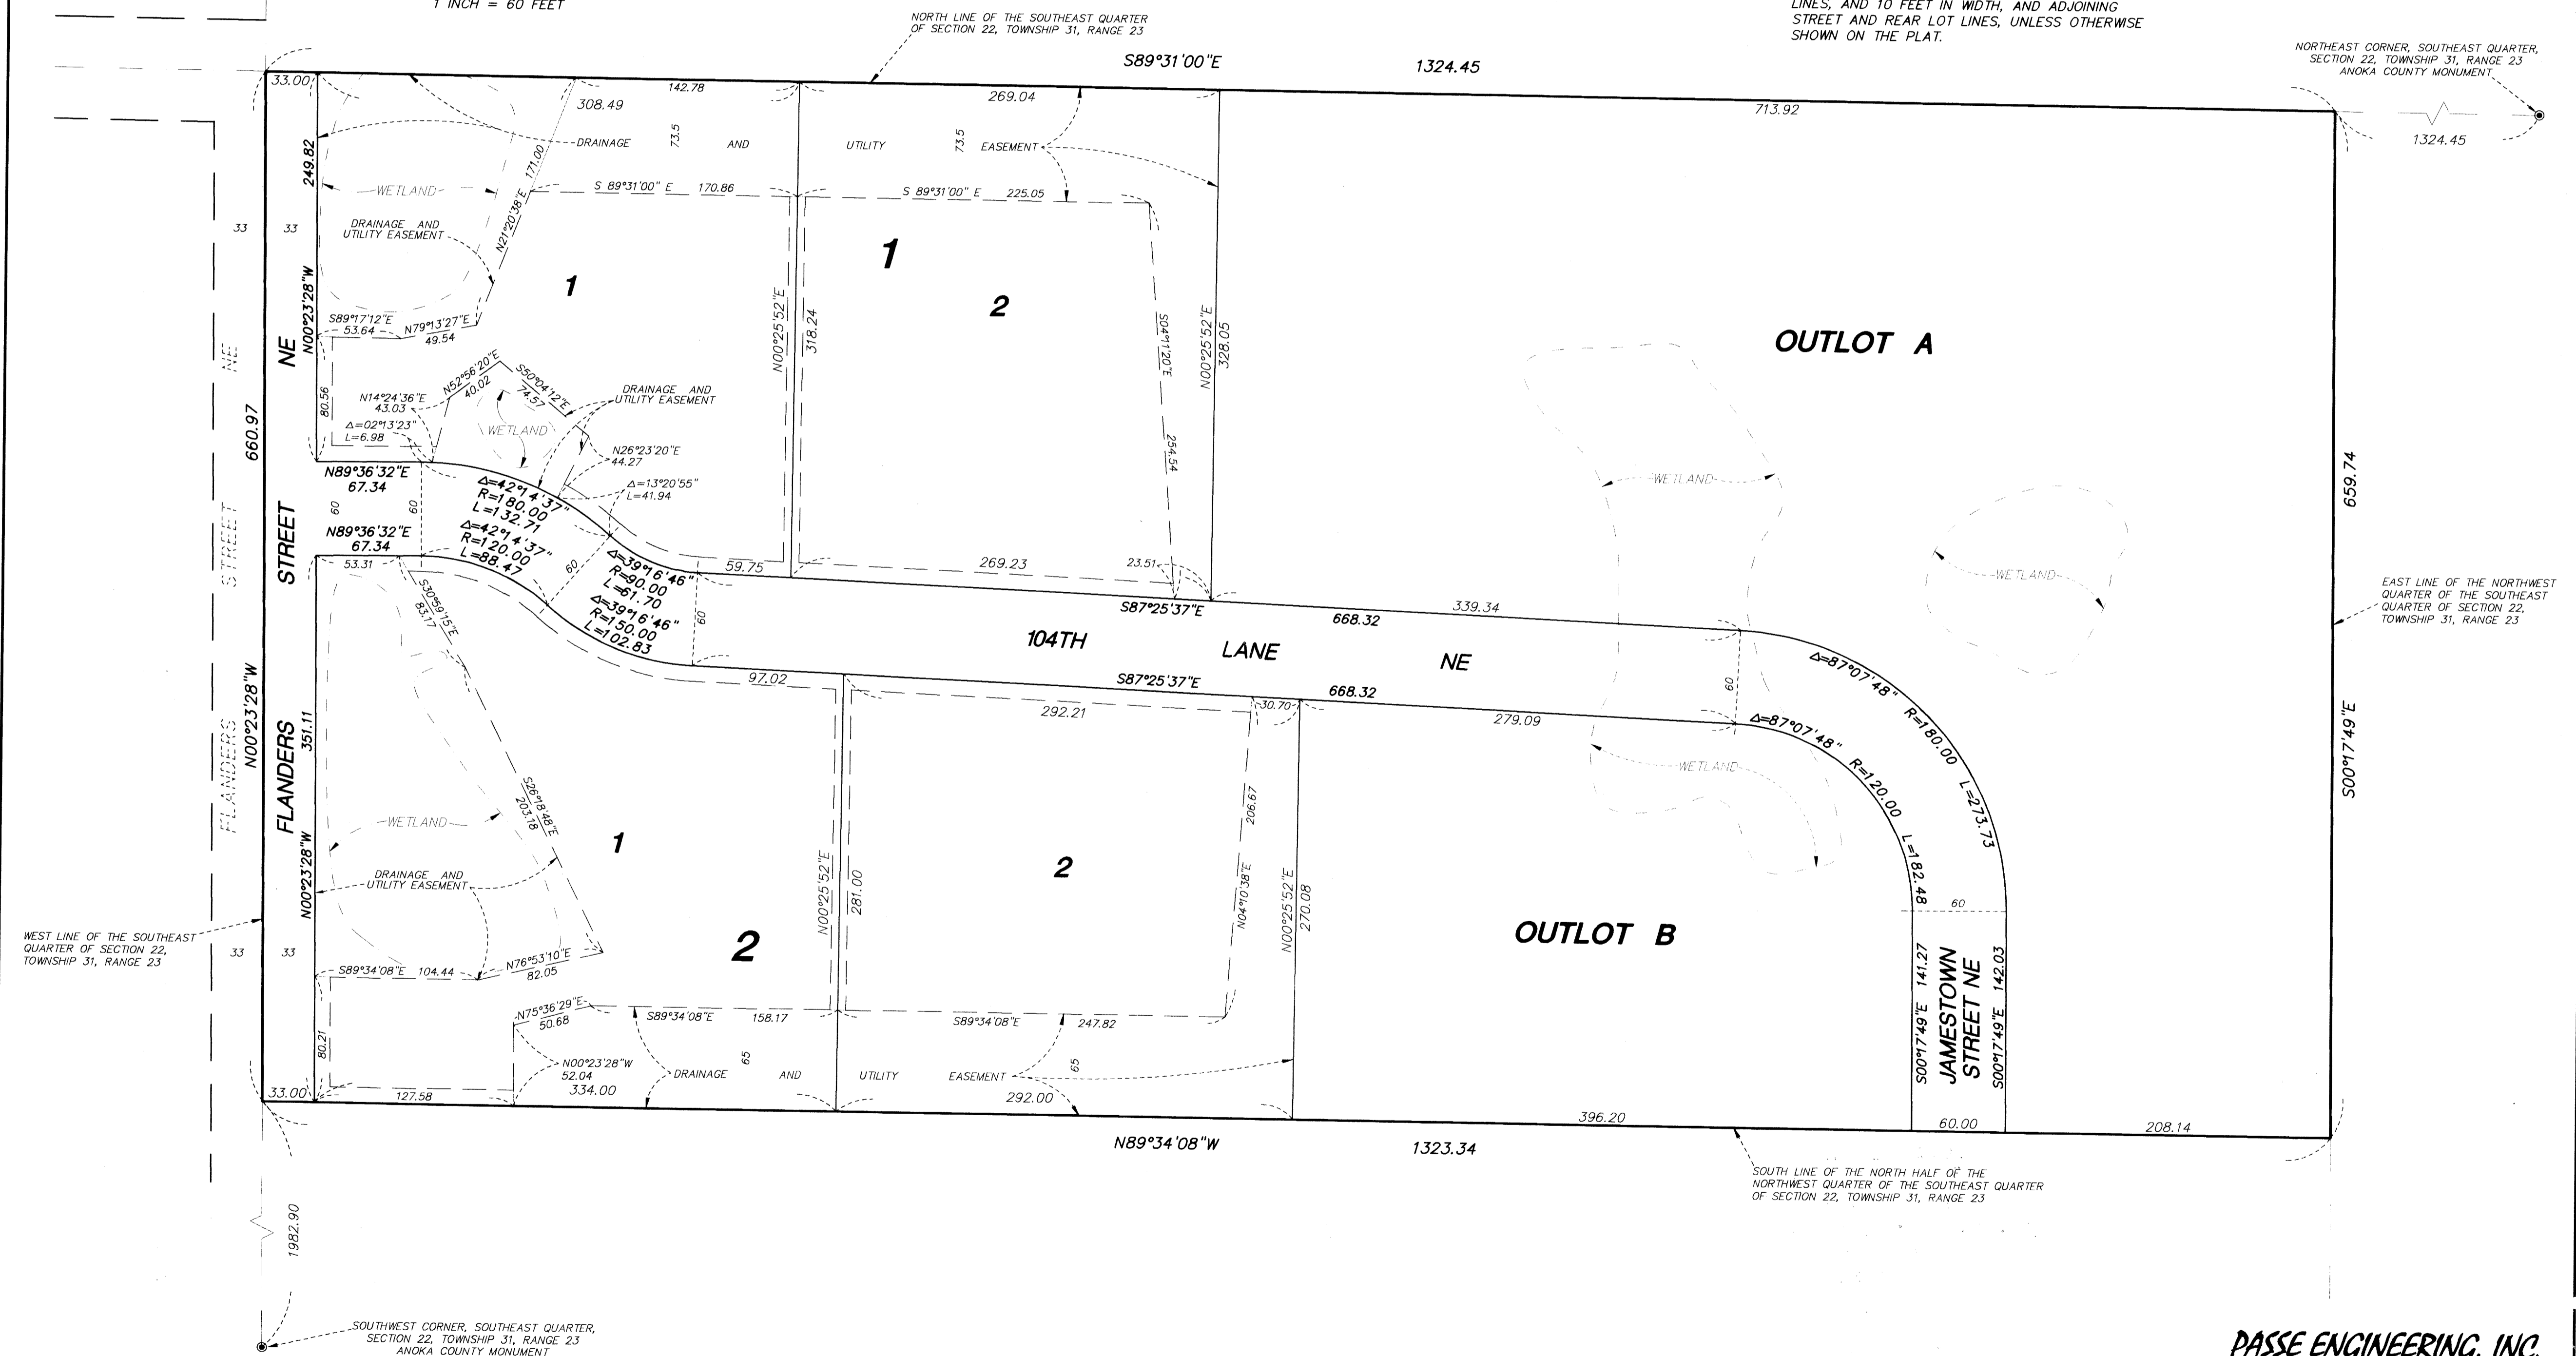 1 INCH = 60 FEET
LINES, AND 10 FEET IN WIDTH, AND ADJOINING
STREET AND REAR LOT LINES, UNLESS OTHERWISE
SHOWN ON THE PLAT.
NORTH LINE OF THE SOUTHEAST QUARTER
OF SECTION 22, TOWNSHIP 31, RANGE 23
NORTHEAST CORNER, SOUTHEAST QUARTER,
SECTION 22, TOWNSHIP 31, RANGE 23
ANOKA COUNTY MONUMENT
S89°31'00"E
1324.45
33.00
308.49
142.78
269.04
713.92
1324.45
249.82
N00°23'28"W
DRAINAGE
73.5
AND
UTILITY
73.5
EASEMENT
171.00
N21°20'38"E
WETLAND
S 89°31'00" E 170.86
S 89°31'00" E 225.05
DRAINAGE AND
UTILITY EASEMENT
33
33
1
1
2
N00°25'52"E
318.24
S04°11'20"E
254.54
N00°25'52"E
328.05
OUTLOT A
S89°17'12"E
53.64
N79°13'27"E
49.54
NE
NE
80.56
N52°56'20"E
40.02
S50°04'12"E
74.57
DRAINAGE AND
UTILITY EASEMENT
N14°24'36"E
43.03
Δ=02°13'23"
L=6.98
WETLAND
660.97
N26°23'20"E
44.27
Δ=13°20'55"
L=41.94
WETLAND
659.74
N89°36'32"E
67.34
60
60
Δ=42°14'37"
R=180.00
L=132.71
Δ=42°14'37"
R=120.00
L=88.47
STREET
STREET
N89°36'32"E
67.34
53.31
60
Δ=39°16'46"
R=90.00
L=61.70
Δ=39°16'46"
R=150.00
L=102.83
59.75
60
269.23
23.51
WETLAND
EAST LINE OF THE NORTHWEST
QUARTER OF THE SOUTHEAST
QUARTER OF SECTION 22,
TOWNSHIP 31, RANGE 23
S87°25'37"E
668.32
339.34
S30°59'15"E
83.17
104TH LANE NE
60
Δ=87°07'48" R=180.00 L=273.73
97.02
S87°25'37"E
668.32
292.21
30.70
279.09
Δ=87°07'48" R=120.00 L=182.48
N00°23'28"W
FLANDERS
FLANDERS
351.11
N00°23'28"W
S00°17'49"E
WETLAND
S26°18'48"E
203.18
WETLAND
206.67
N04°10'38"E
1
2
N00°25'52"E
281.00
N00°25'52"E
270.08
DRAINAGE AND
UTILITY EASEMENT
OUTLOT B
60
2
WEST LINE OF THE SOUTHEAST
QUARTER OF SECTION 22,
TOWNSHIP 31, RANGE 23
33
33
S89°34'08"E 104.44
N76°53'10"E
82.05
S00°17'49"E 141.27
JAMESTOWN
STREET NE
S00°17'49"E 142.03
N75°36'29"E
50.68
S89°34'08"E 158.17
S89°34'08"E 247.82
80.21
N00°23'28"W
52.04
65
65
DRAINAGE AND UTILITY EASEMENT
33.00
127.58
334.00
292.00
396.20
60.00
208.14
N89°34'08"W
1323.34
SOUTH LINE OF THE NORTH HALF OF THE
NORTHWEST QUARTER OF THE SOUTHEAST QUARTER
OF SECTION 22, TOWNSHIP 31, RANGE 23
1982.90
SOUTHWEST CORNER, SOUTHEAST QUARTER,
SECTION 22, TOWNSHIP 31, RANGE 23
ANOKA COUNTY MONUMENT
PASSE ENGINEERING, INC.